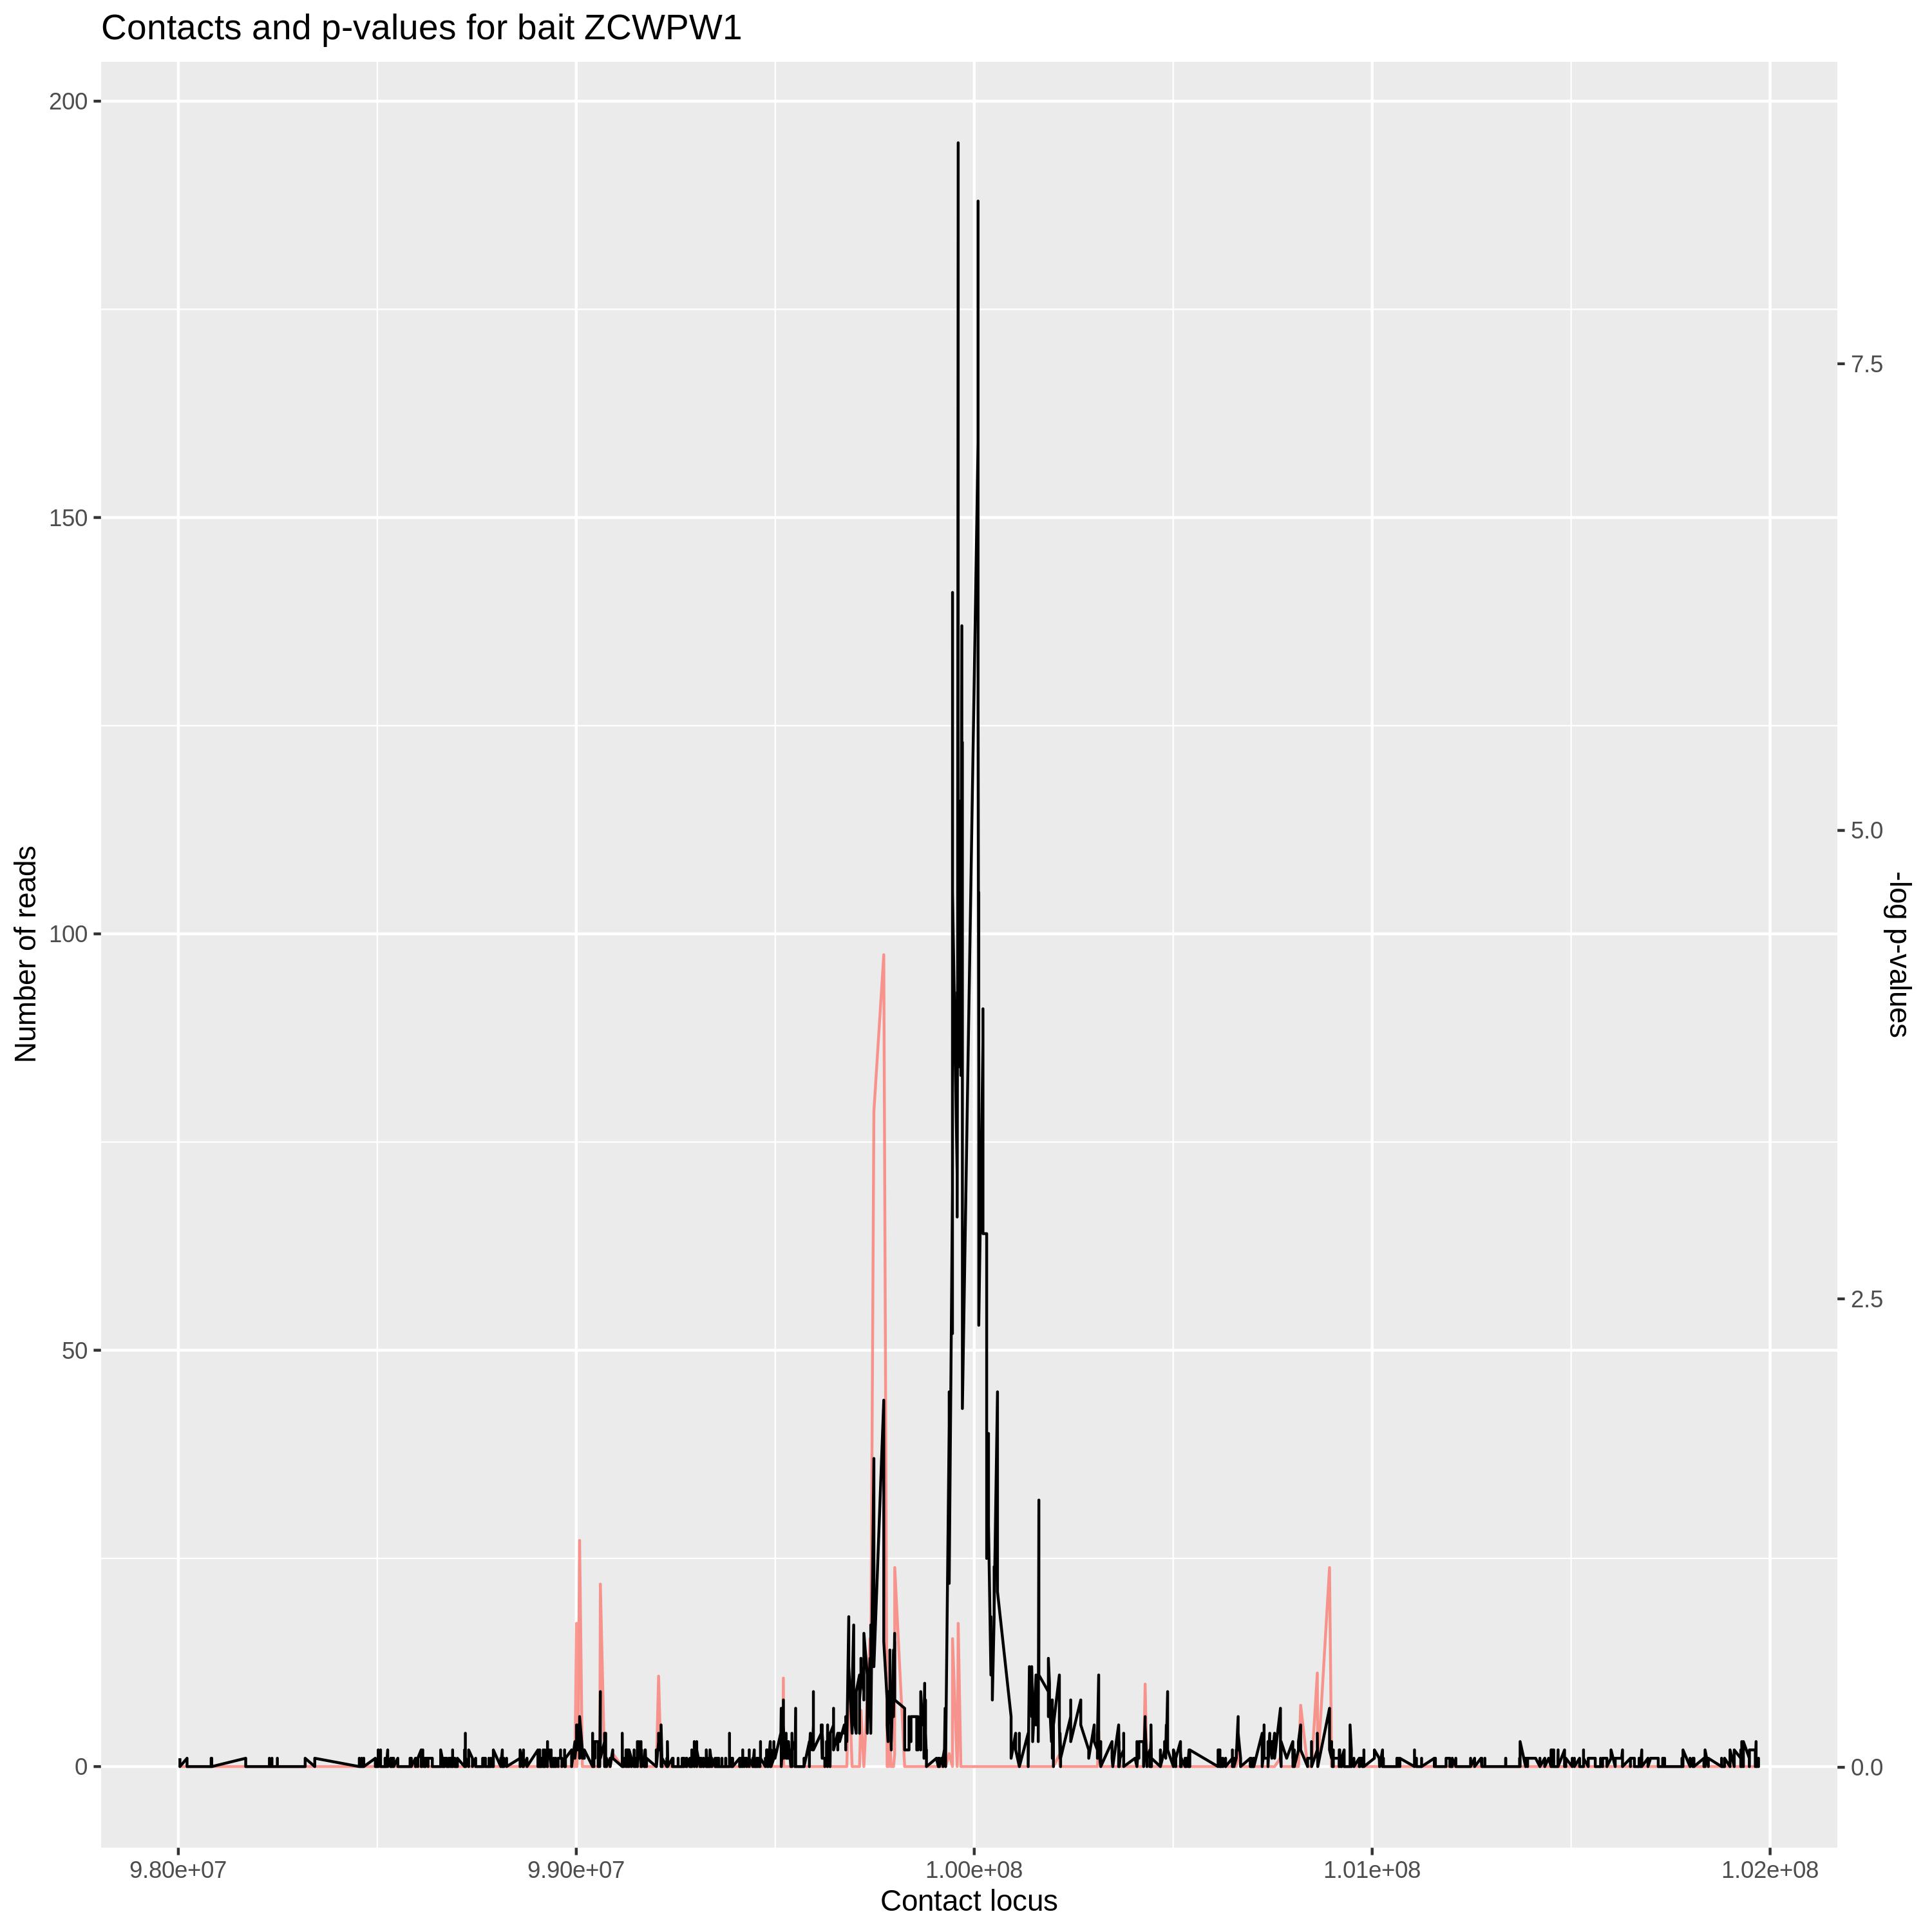 Contacts and p-values for bait ZCWPW1
200
150
100
50
0
Number of reads
7.5
5.0
2.5
0.0
-log p-values
9.80e+07 9.90e+07 1.00e+08 1.01e+08 1.02e+08
Contact locus